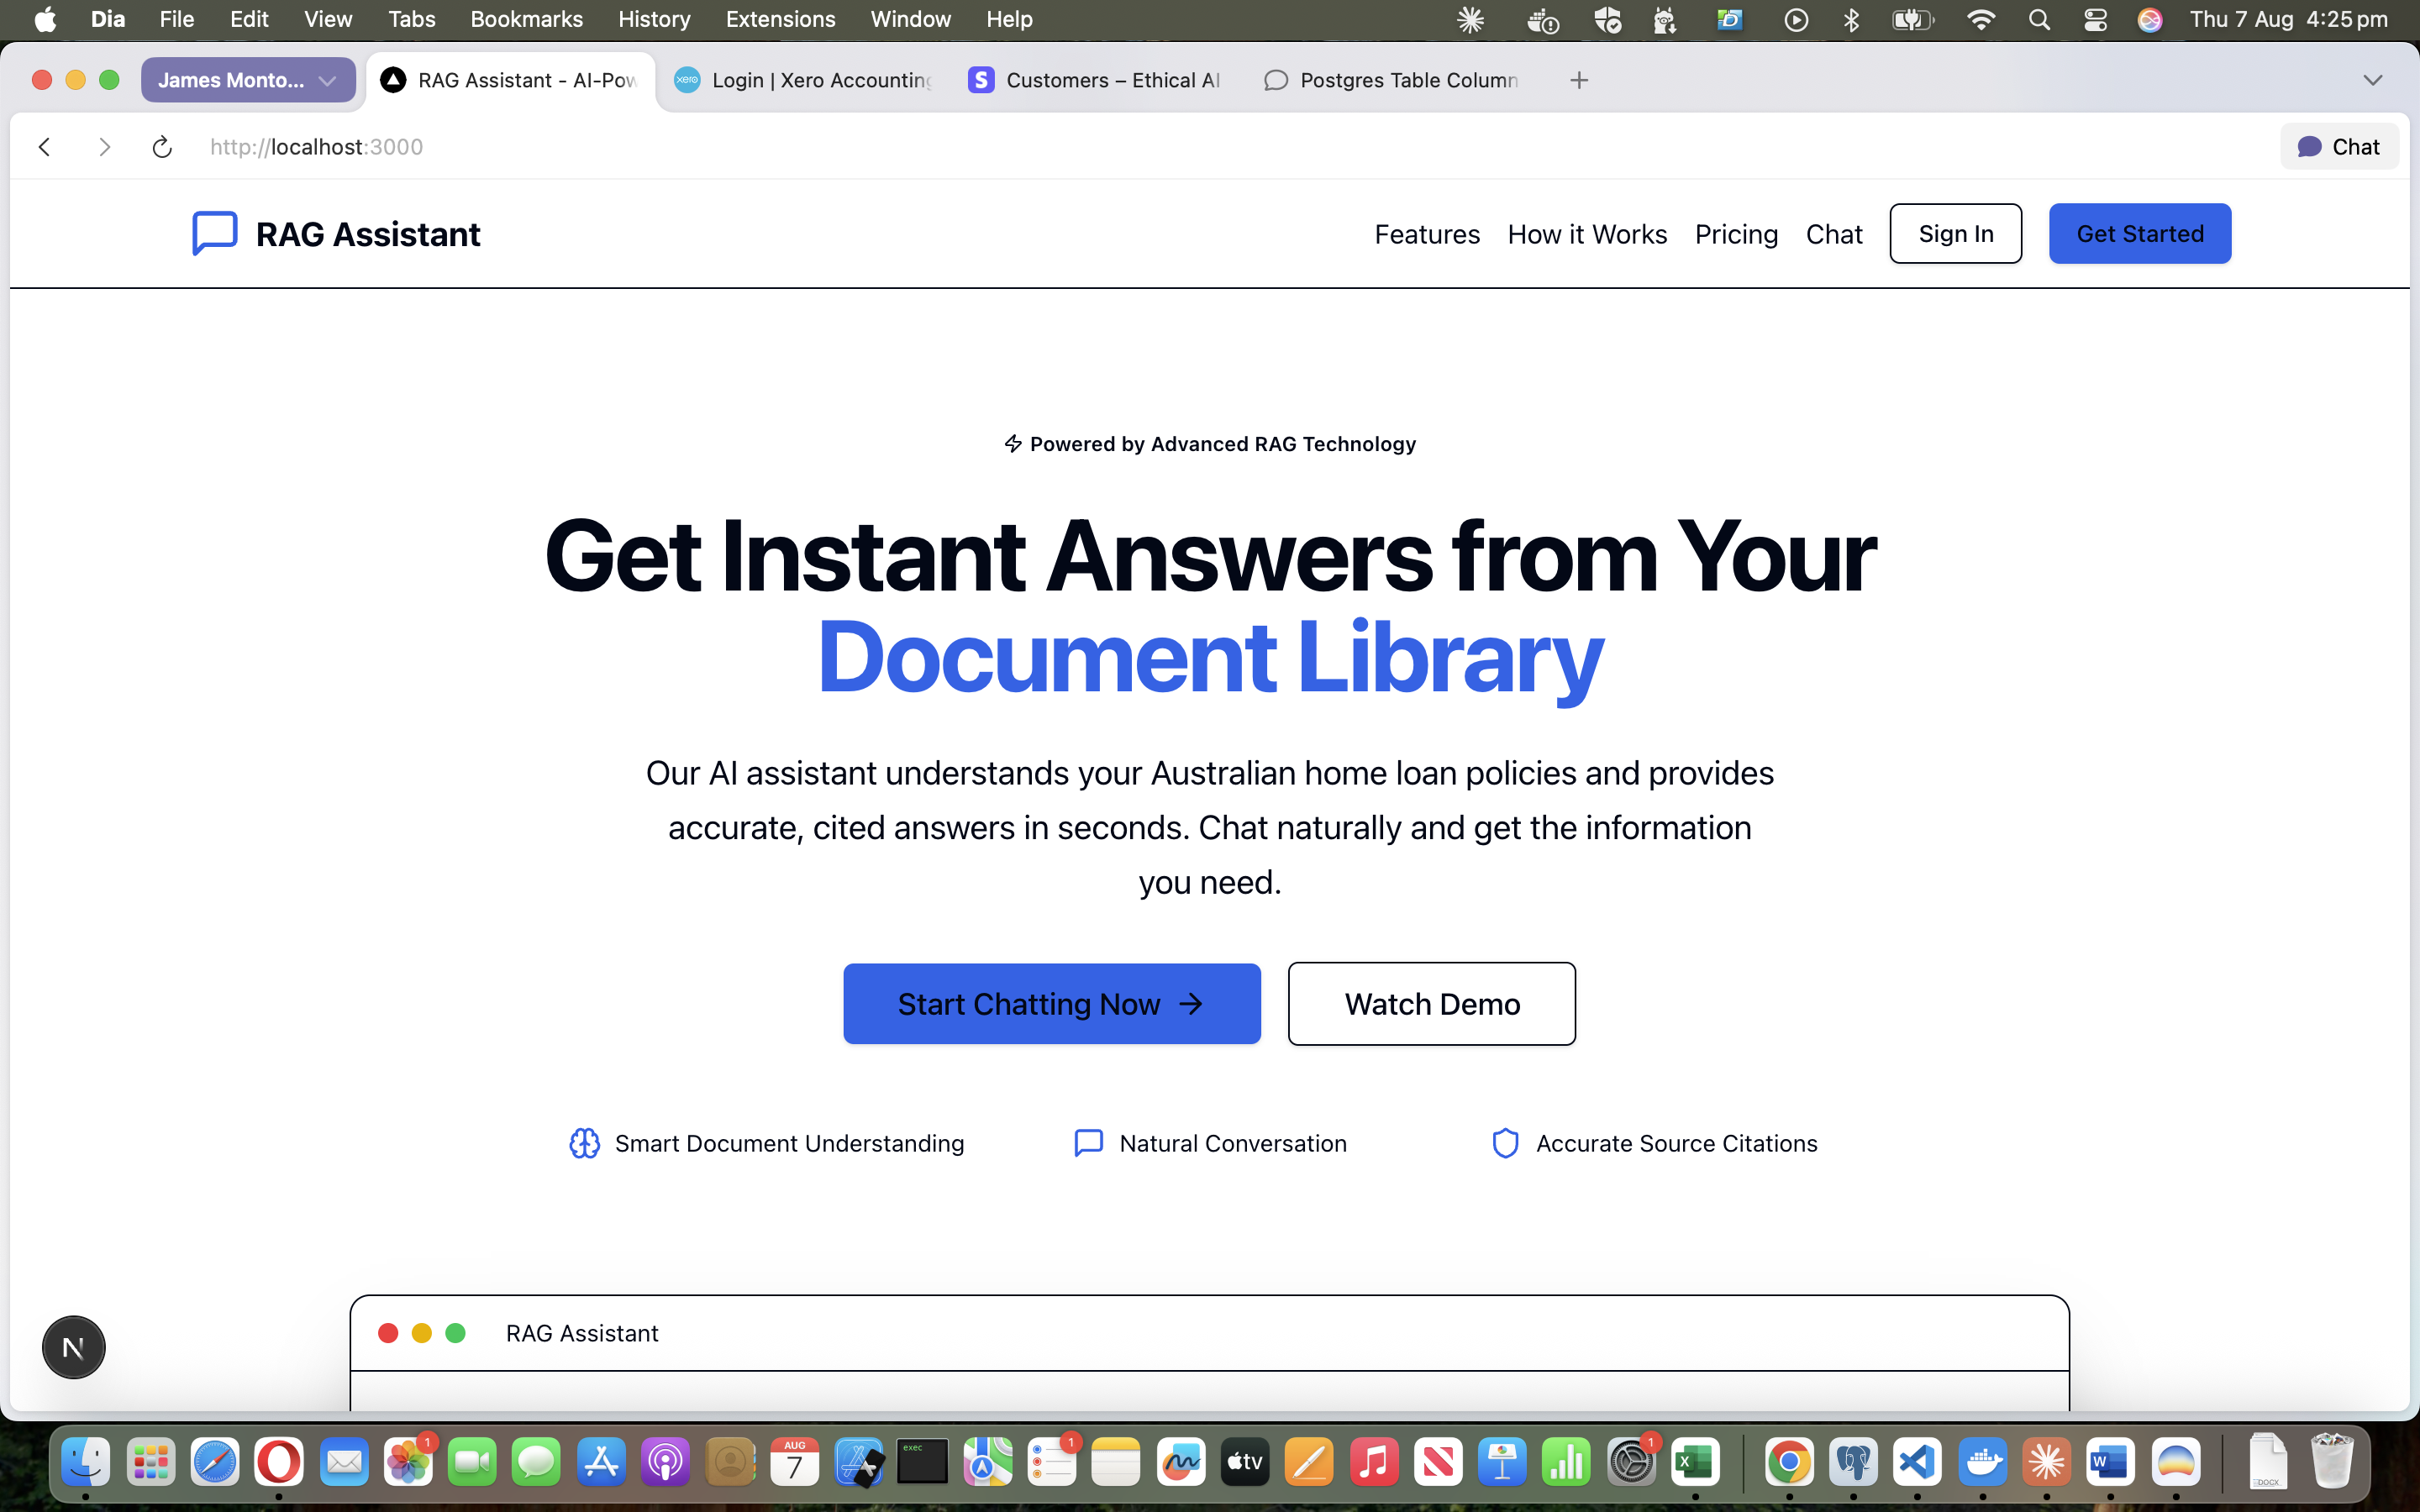 Dia File Edit View Tabs Bookmarks History Extensions Window Help Thu 7 Aug 4:25 pm
James Monto... RAG Assistant - AI-Pow xero Login | Xero Accounting S Customers – Ethical AI Postgres Table Column
http://localhost:3000 Chat
RAG Assistant Features How it Works Pricing Chat Sign In Get Started
Powered by Advanced RAG Technology
Get Instant Answers from Your
Document Library
Our AI assistant understands your Australian home loan policies and provides
accurate, cited answers in seconds. Chat naturally and get the information
you need.
Start Chatting Now → Watch Demo
Smart Document Understanding Natural Conversation Accurate Source Citations
RAG Assistant
N
1 AUG 7 exec 1 tv 1 X W DOCX